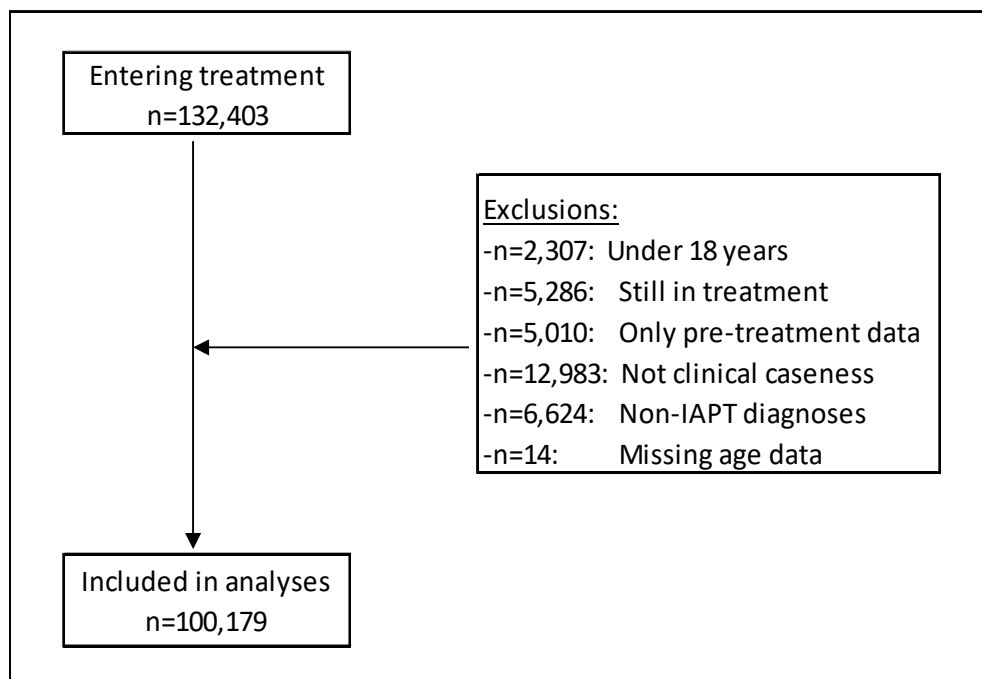 Entering treatment
n=132,403
Exclusions:
-n=2,307: Under 18 years
-n=5,286: Still in treatment
-n=5,010: Only pre-treatment data
-n=12,983: Not clinical caseness
-n=6,624: Non-IAPT diagnoses
-n=14: Missing age data
Included in analyses
n=100,179